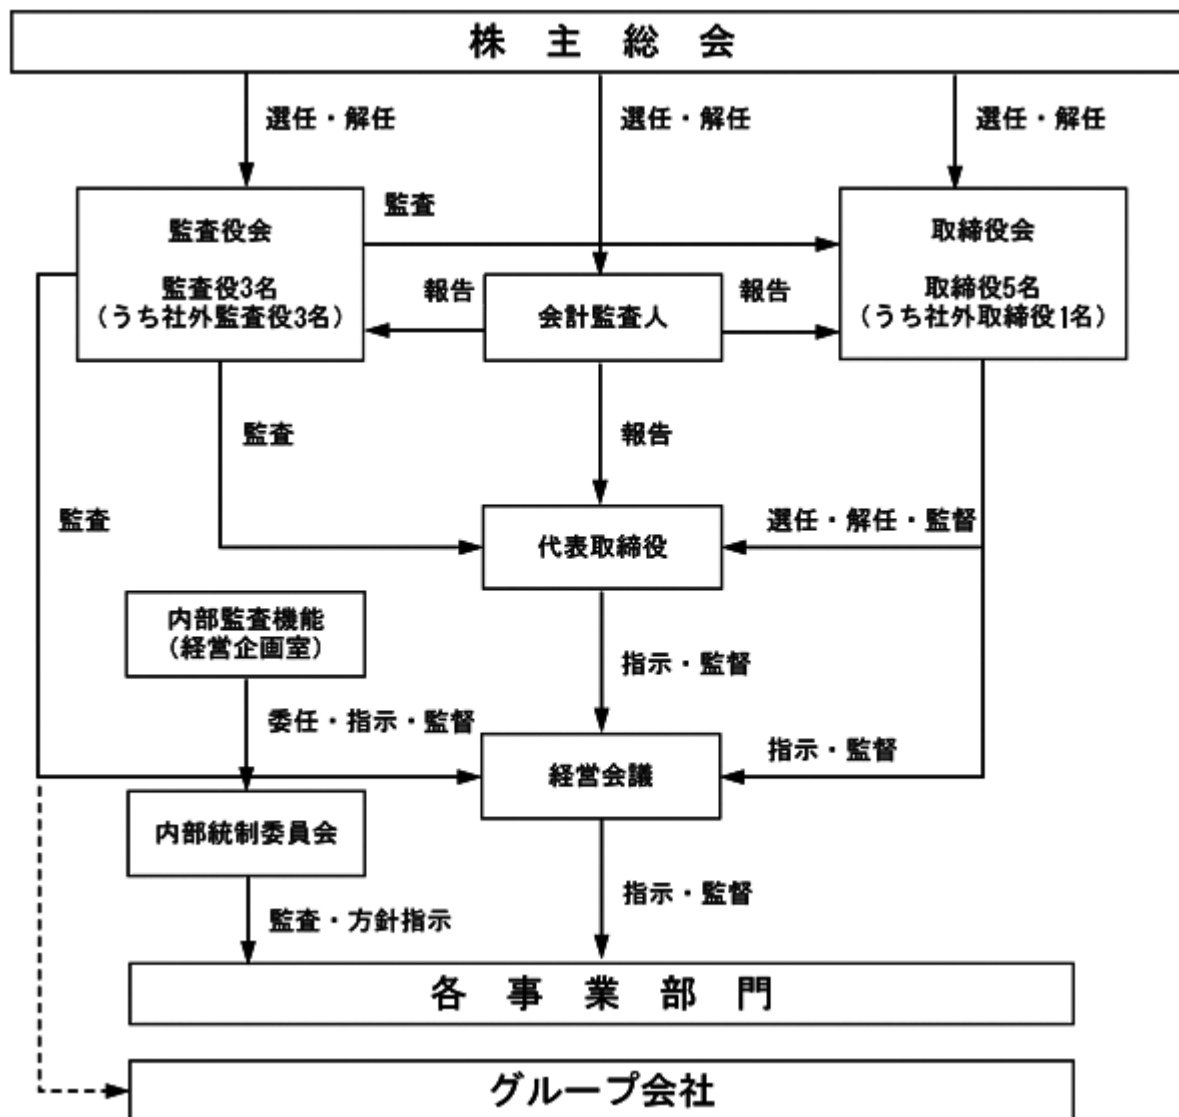 株主総会
選任・解任
選任・解任
選任・解任
監査役会
監査役3名
(うち社外監査役3名)
監査
取締役会
取締役5名
(うち社外取締役1名)
報告
会計監査人
報告
監査
報告
監査
代表取締役
選任・解任・監督
内部監査機能
(経営企画室)
指示・監督
委任・指示・監督
経営会議
指示・監督
内部統制委員会
指示・監督
監査・方針指示
各事業部門
グループ会社